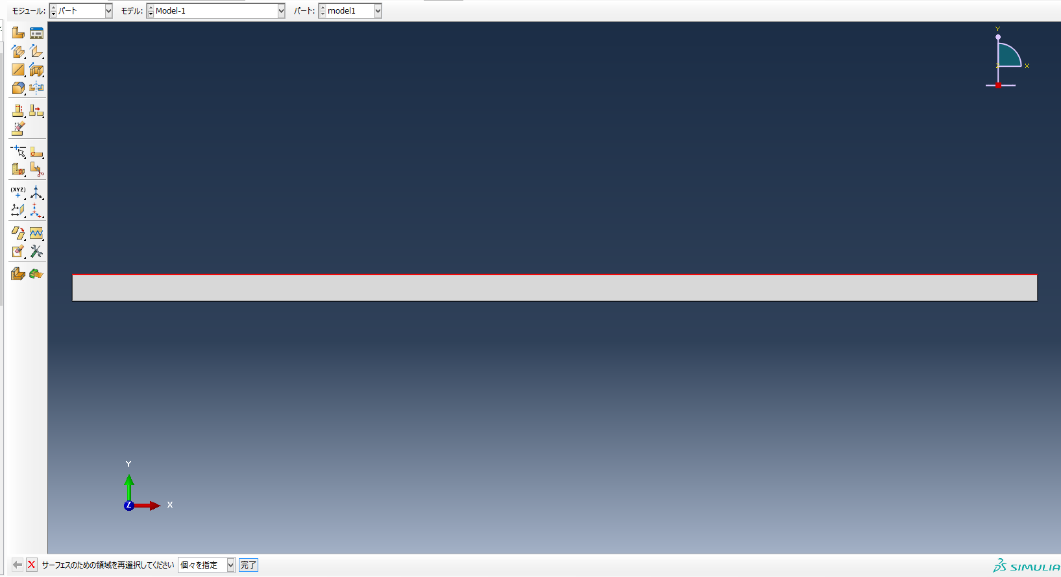 モジュール: パート モデル: Model-1 パート: model1
(XYZ)
Y
X
Y
Z
X
X サーフェスのための領域を再選択してください 個々を指定 完了
SIMULIA